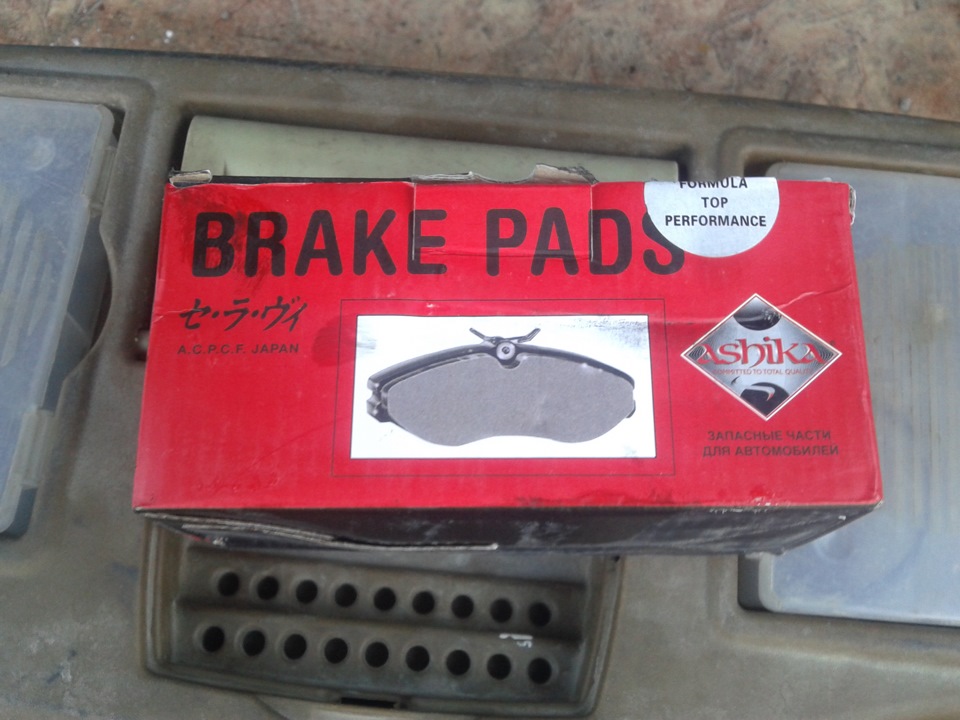 FORMULA
TOP
PERFORMANCE
BRAKE PADS
セ・ラ・ヴィ
A.C.P.C.F. JAPAN
ASHIKA
COMMITTED TO TOTAL QUALITY
ЗАПАСНЫЕ ЧАСТИ
ДЛЯ АВТОМОБИЛЕЙ